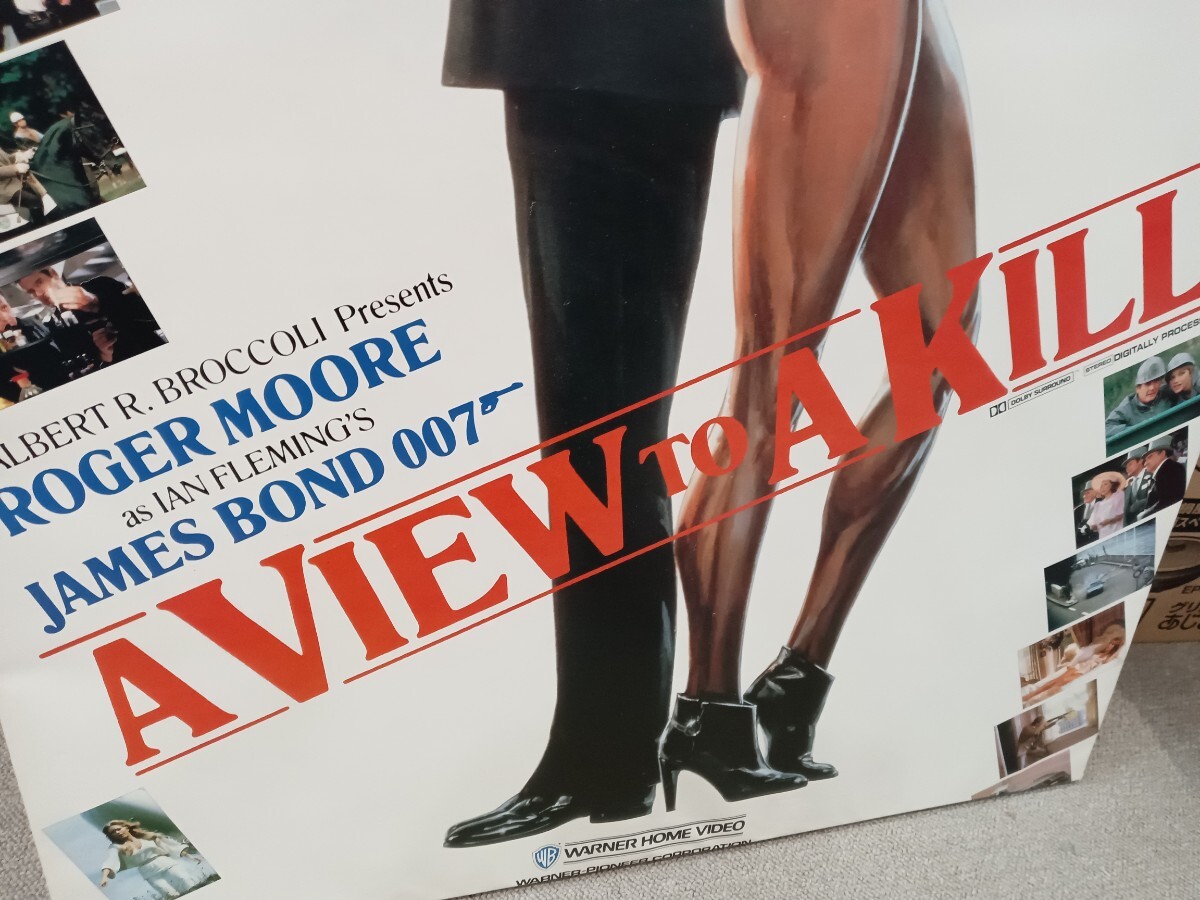 ALBERT R. BROCCOLI Presents
ROGER MOORE
as IAN FLEMING'S
JAMES BOND 007
A VIEW TO A KILL
DOLBY SURROUND
STEREO DIGITALLY
WB WARNER HOME VIDEO
WARNER-PIONEER CORPORATION